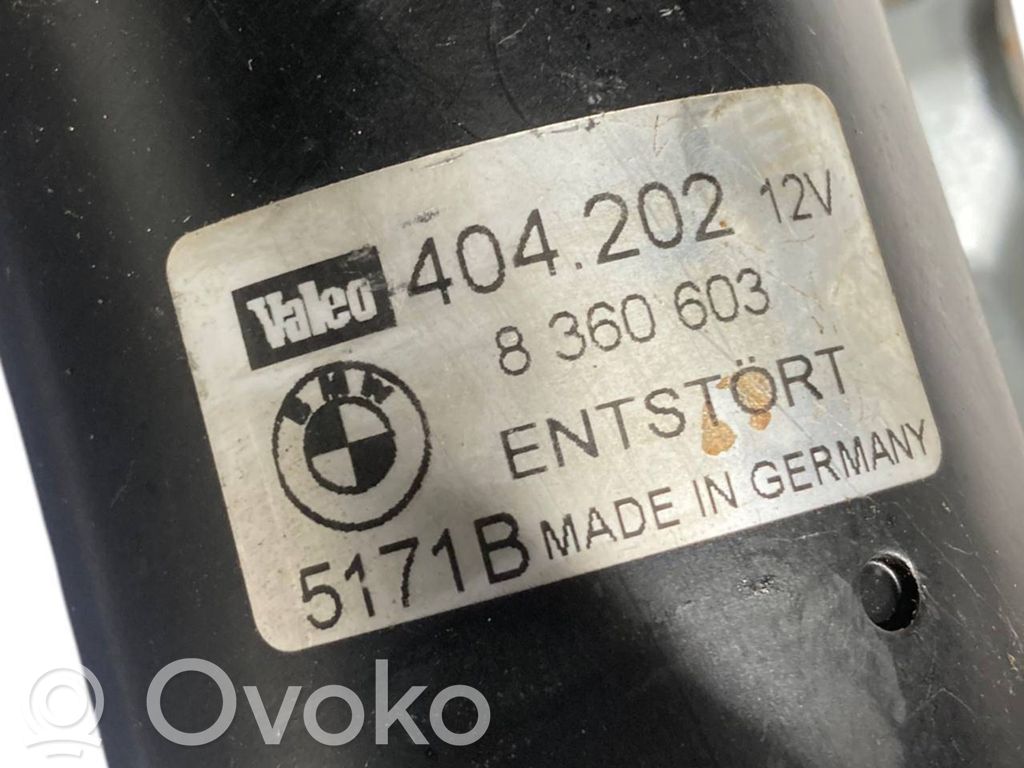 Valeo 404.202 12V
8 360 603
BMW
ENTSTÖRT
5171B MADE IN GERMANY
Ovoko